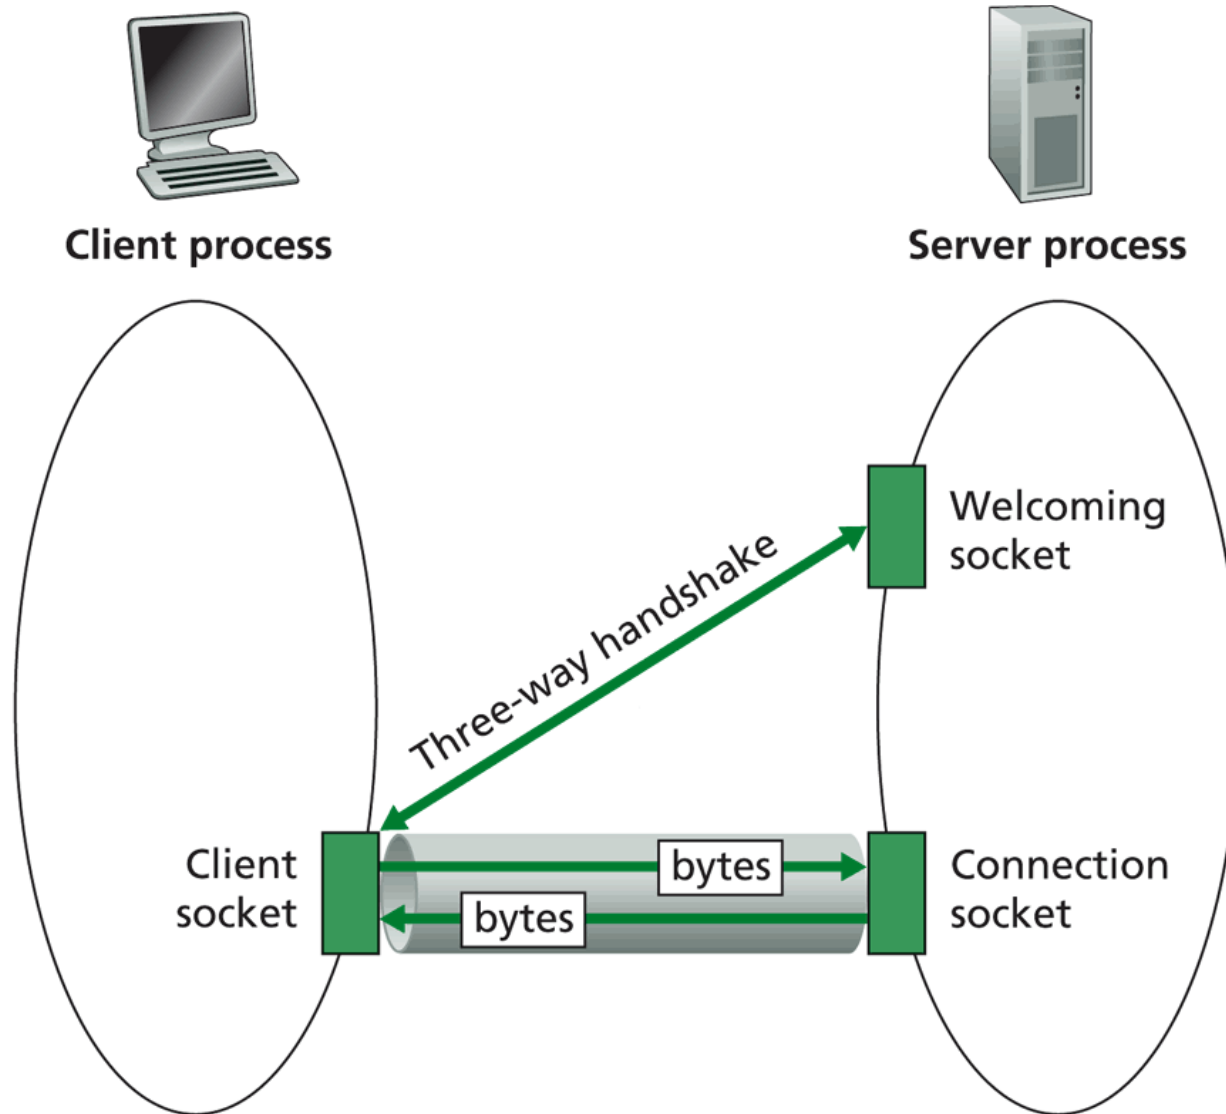 Client process
Server process
Welcoming
socket
Three-way handshake
Client
socket
bytes
bytes
Connection
socket